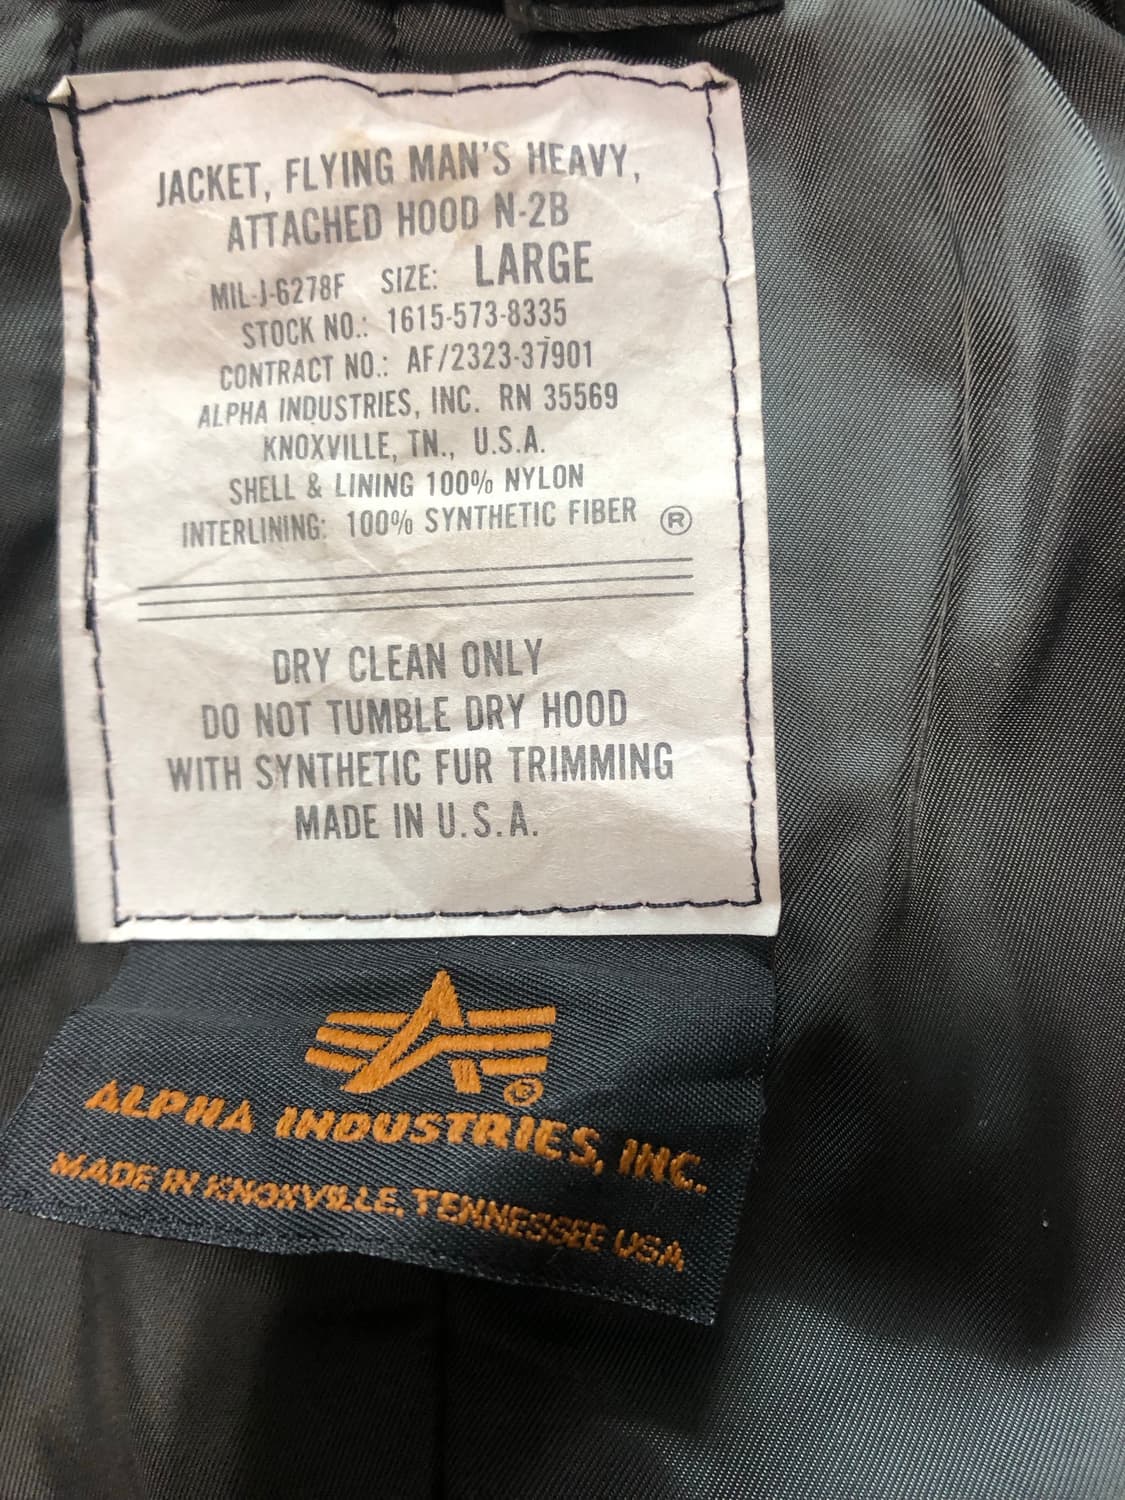 JACKET, FLYING MAN'S HEAVY,
ATTACHED HOOD N-2B
MIL-J-6278F SIZE: LARGE
STOCK NO.: 1615-573-8335
CONTRACT NO.: AF/2323-37901
ALPHA INDUSTRIES, INC. RN 35569
KNOXVILLE, TN., U.S.A.
SHELL & LINING 100% NYLON
INTERLINING: 100% SYNTHETIC FIBER ®
DRY CLEAN ONLY
DO NOT TUMBLE DRY HOOD
WITH SYNTHETIC FUR TRIMMING
MADE IN U.S.A.
®
ALPHA INDUSTRIES, INC.
MADE IN KNOXVILLE, TENNESSEE USA